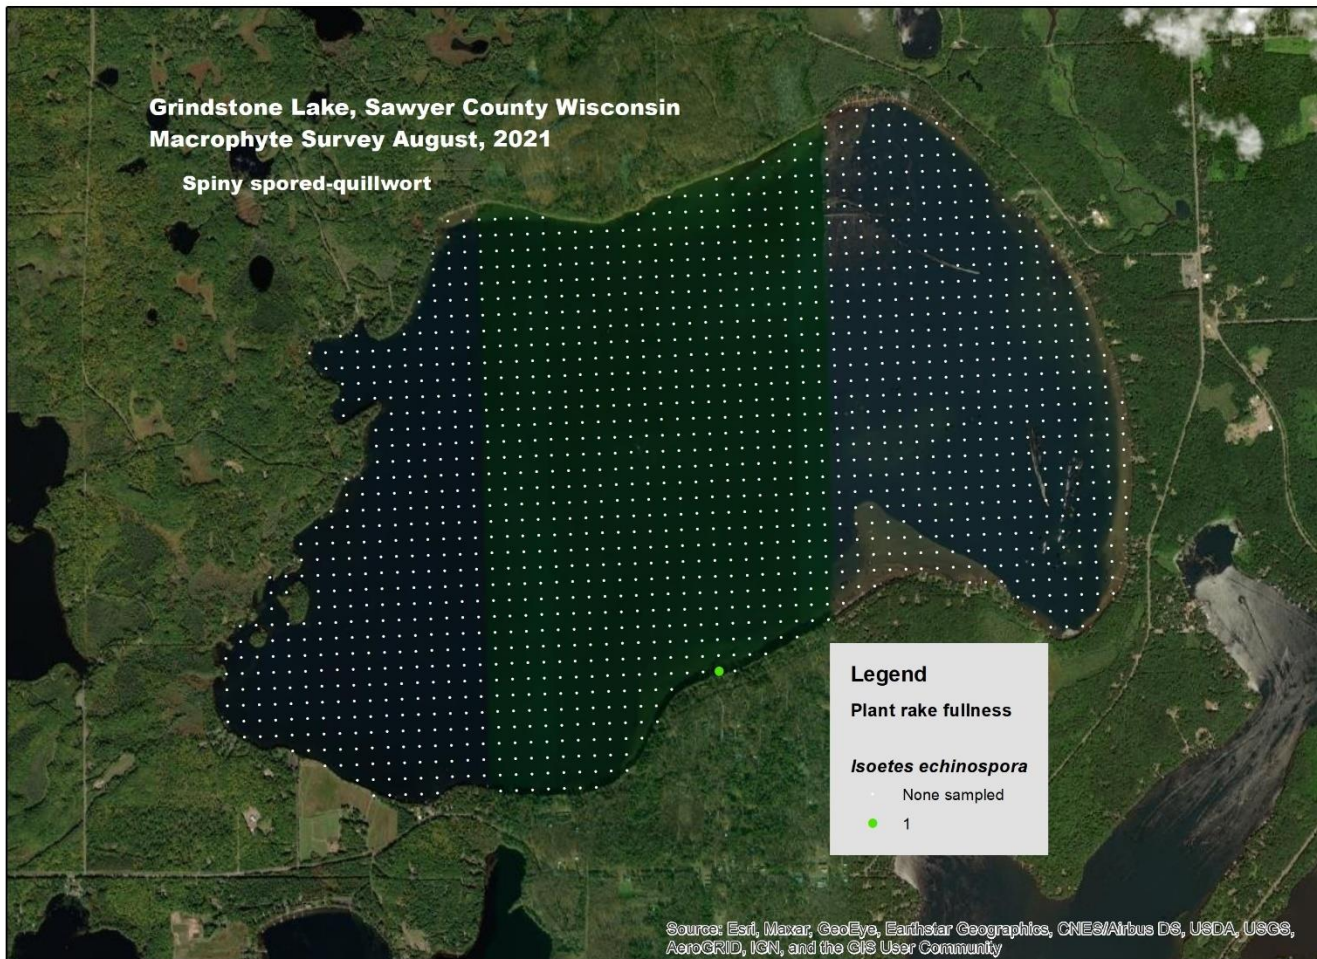 Grindstone Lake, Sawyer County Wisconsin
Macrophyte Survey August, 2021
Spiny spored-quillwort
Legend
Plant rake fullness
Isoetes echinospora
None sampled
1
Source: Esri, Maxar, GeoEye, Earthstar Geographics, CNES/Airbus DS, USDA, USGS,
AeroGRID, IGN, and the GIS User Community